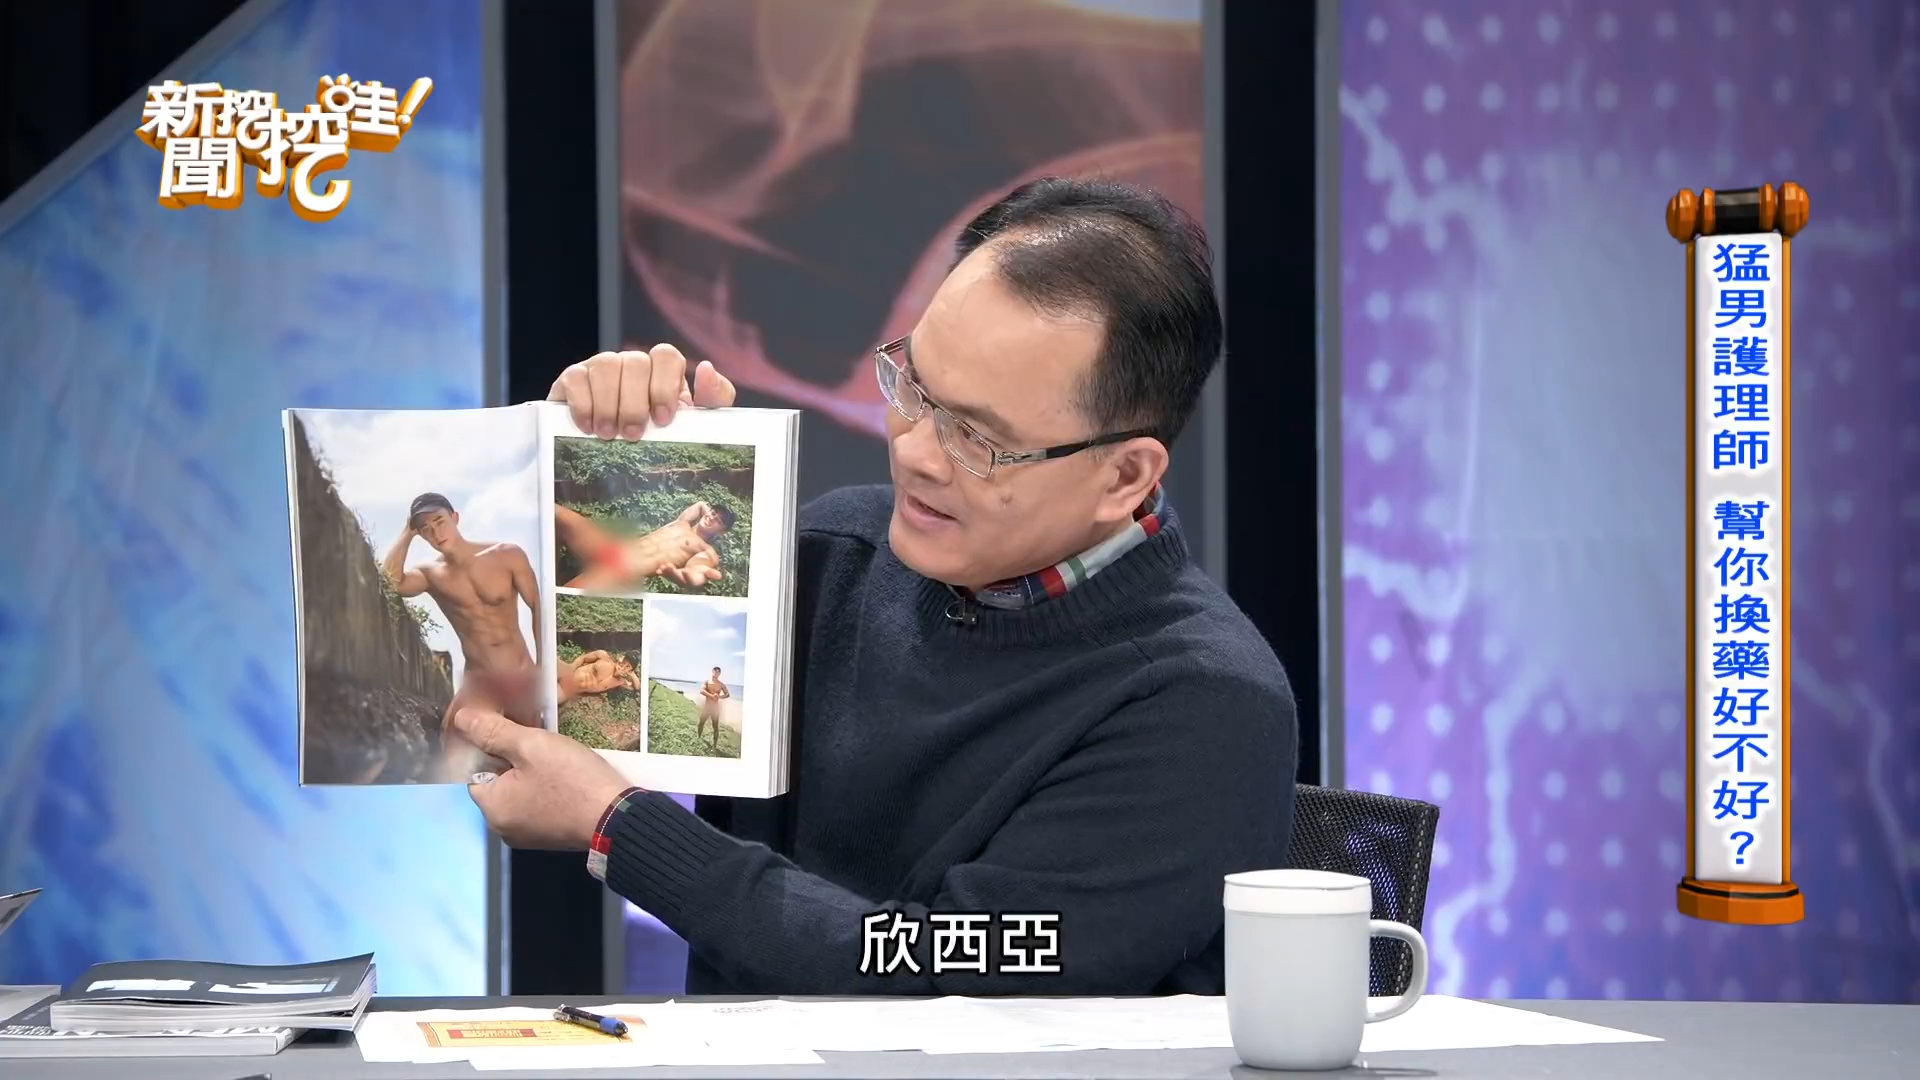 新聞挖挖哇!
猛男護理師 幫你換藥好不好?
欣西亞